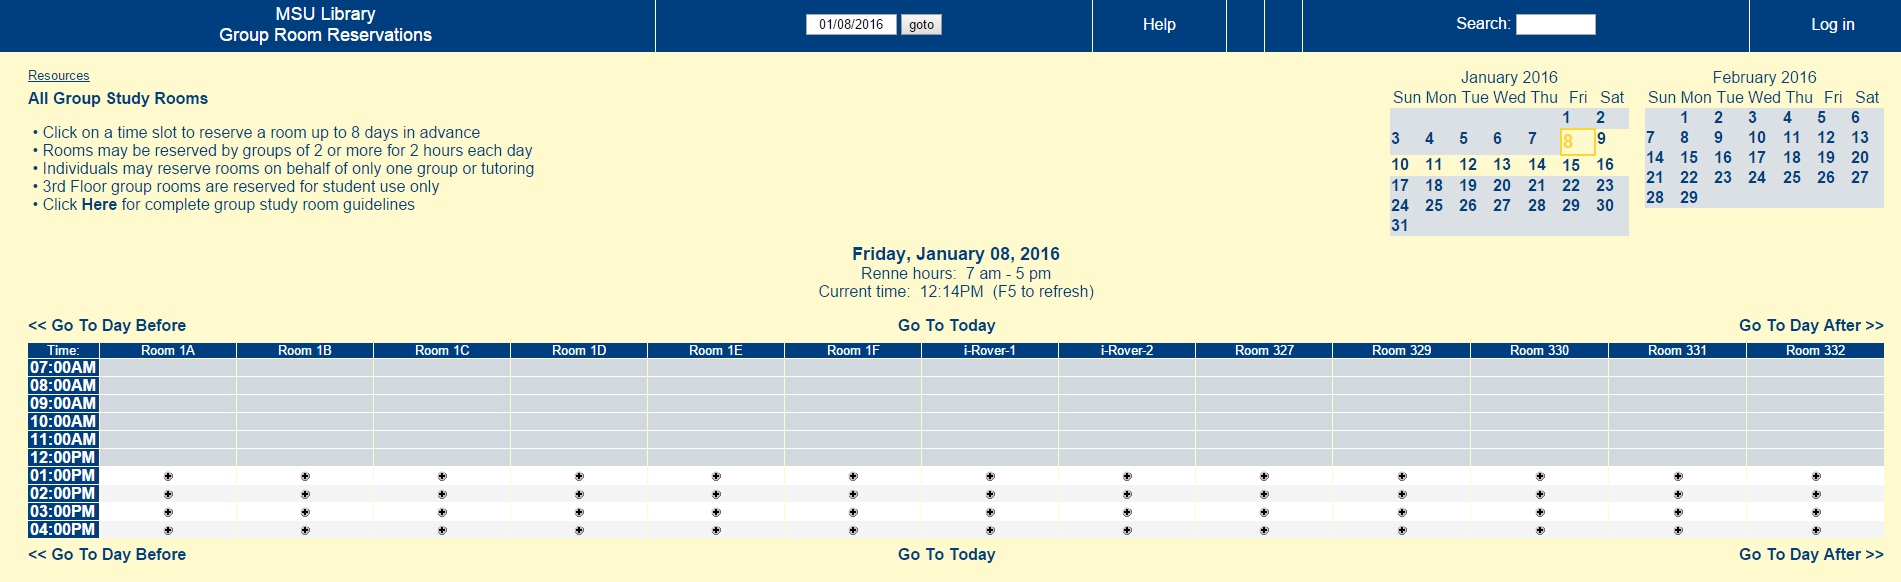 MSU Library
Group Room Reservations
01/08/2016 goto
Help
Search:
Log in
Resources
All Group Study Rooms
• Click on a time slot to reserve a room up to 8 days in advance
• Rooms may be reserved by groups of 2 or more for 2 hours each day
• Individuals may reserve rooms on behalf of only one group or tutoring
• 3rd Floor group rooms are reserved for student use only
• Click Here for complete group study room guidelines
January 2016
Sun Mon Tue Wed Thu Fri Sat
1 2
3 4 5 6 7 8 9
10 11 12 13 14 15 16
17 18 19 20 21 22 23
24 25 26 27 28 29 30
31
February 2016
Sun Mon Tue Wed Thu Fri Sat
1 2 3 4 5 6
7 8 9 10 11 12 13
14 15 16 17 18 19 20
21 22 23 24 25 26 27
28 29
Friday, January 08, 2016
Renne hours: 7 am - 5 pm
Current time: 12:14PM (F5 to refresh)
<< Go To Day Before Go To Today Go To Day After >>
Time: Room 1A Room 1B Room 1C Room 1D Room 1E Room 1F i-Rover-1 i-Rover-2 Room 327 Room 329 Room 330 Room 331 Room 332
07:00AM
08:00AM
09:00AM
10:00AM
11:00AM
12:00PM
01:00PM
02:00PM
03:00PM
04:00PM
<< Go To Day Before Go To Today Go To Day After >>